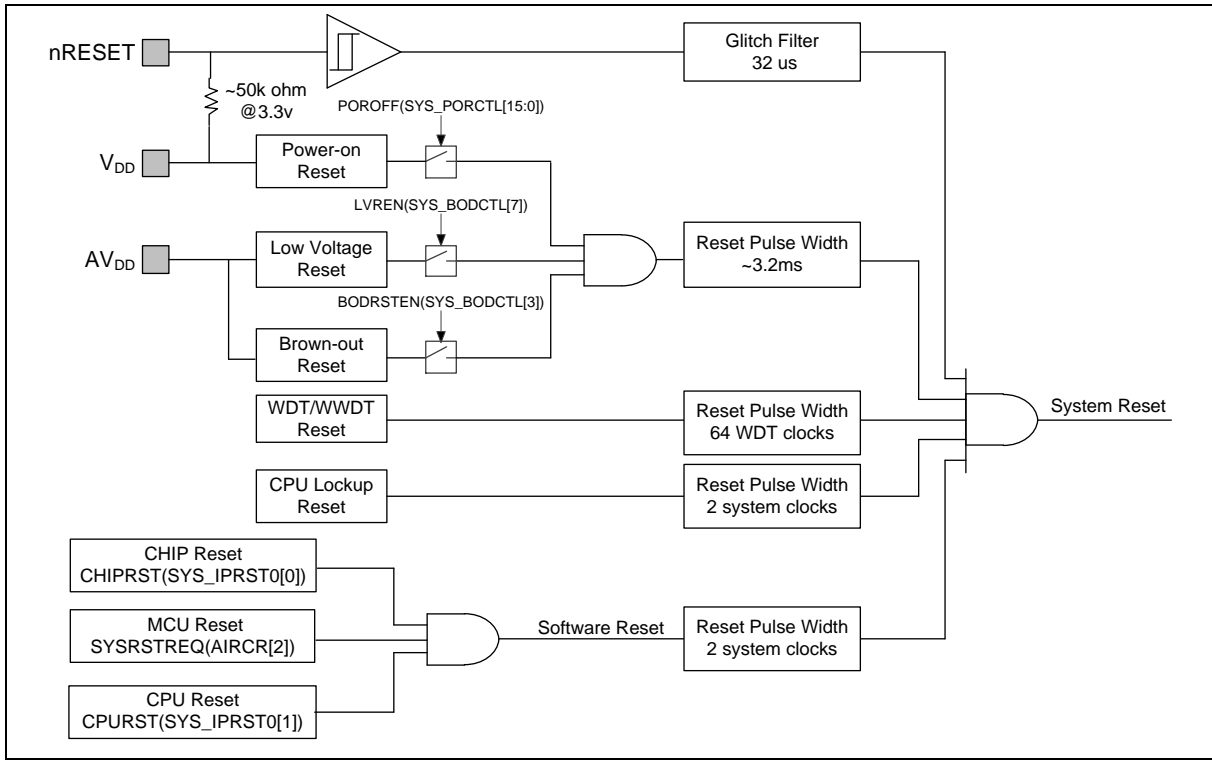 nRESET
~50k ohm
@3.3v
Glitch Filter
32 us
POROFF(SYS_PORCTL[15:0])
VDD
Power-on
Reset
LVREN(SYS_BODCTL[7])
AVDD
Low Voltage
Reset
Reset Pulse Width
~3.2ms
BODRSTEN(SYS_BODCTL[3])
Brown-out
Reset
WDT/WWDT
Reset
Reset Pulse Width
64 WDT clocks
System Reset
CPU Lockup
Reset
Reset Pulse Width
2 system clocks
CHIP Reset
CHIPRST(SYS_IPRST0[0])
MCU Reset
SYSRSTREQ(AIRCR[2])
Software Reset
Reset Pulse Width
2 system clocks
CPU Reset
CPURST(SYS_IPRST0[1])